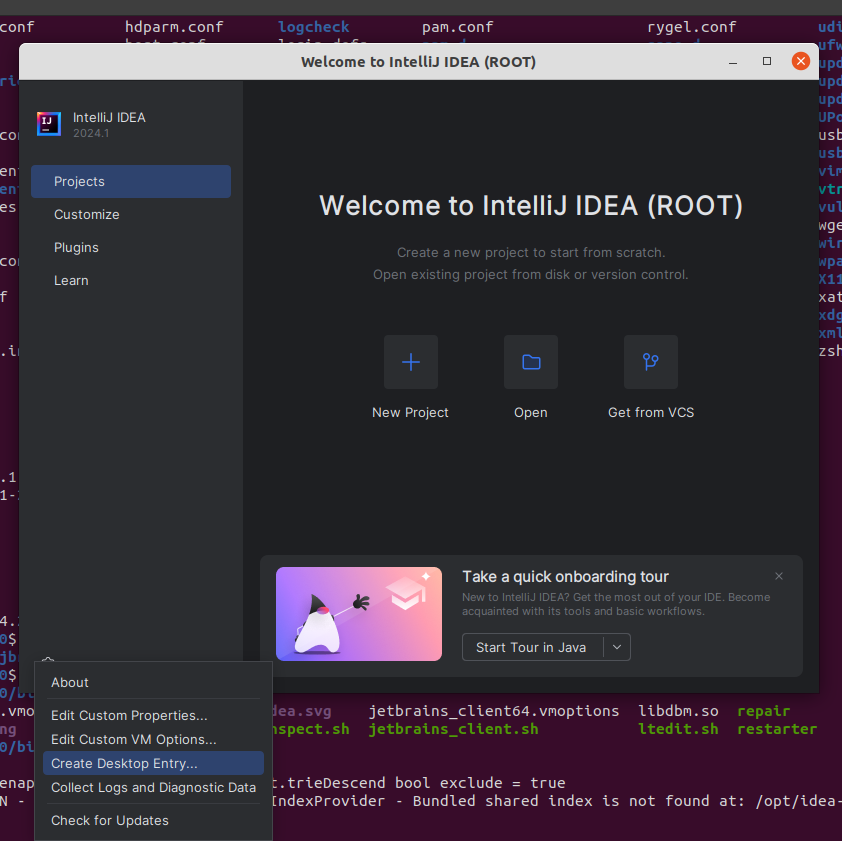 conf hdparm.conf logcheck pam.conf rygel.conf
Welcome to IntelliJ IDEA (ROOT)
IJ
IntelliJ IDEA
2024.1
Projects
Customize
Plugins
Learn
Welcome to IntelliJ IDEA (ROOT)
Create a new project to start from scratch.
Open existing project from disk or version control.
New Project Open Get from VCS
Take a quick onboarding tour
New to IntelliJ IDEA? Get the most out of your IDE. Become
acquainted with its tools and basic workflows.
Start Tour in Java
About
Edit Custom Properties...
Edit Custom VM Options...
Create Desktop Entry...
Collect Logs and Diagnostic Data
Check for Updates
dea.svg jetbrains_client64.vmoptions libdbm.so repair
nspect.sh jetbrains_client.sh ltedit.sh restarter
t.trieDescend bool exclude = true
IndexProvider - Bundled shared index is not found at: /opt/idea-